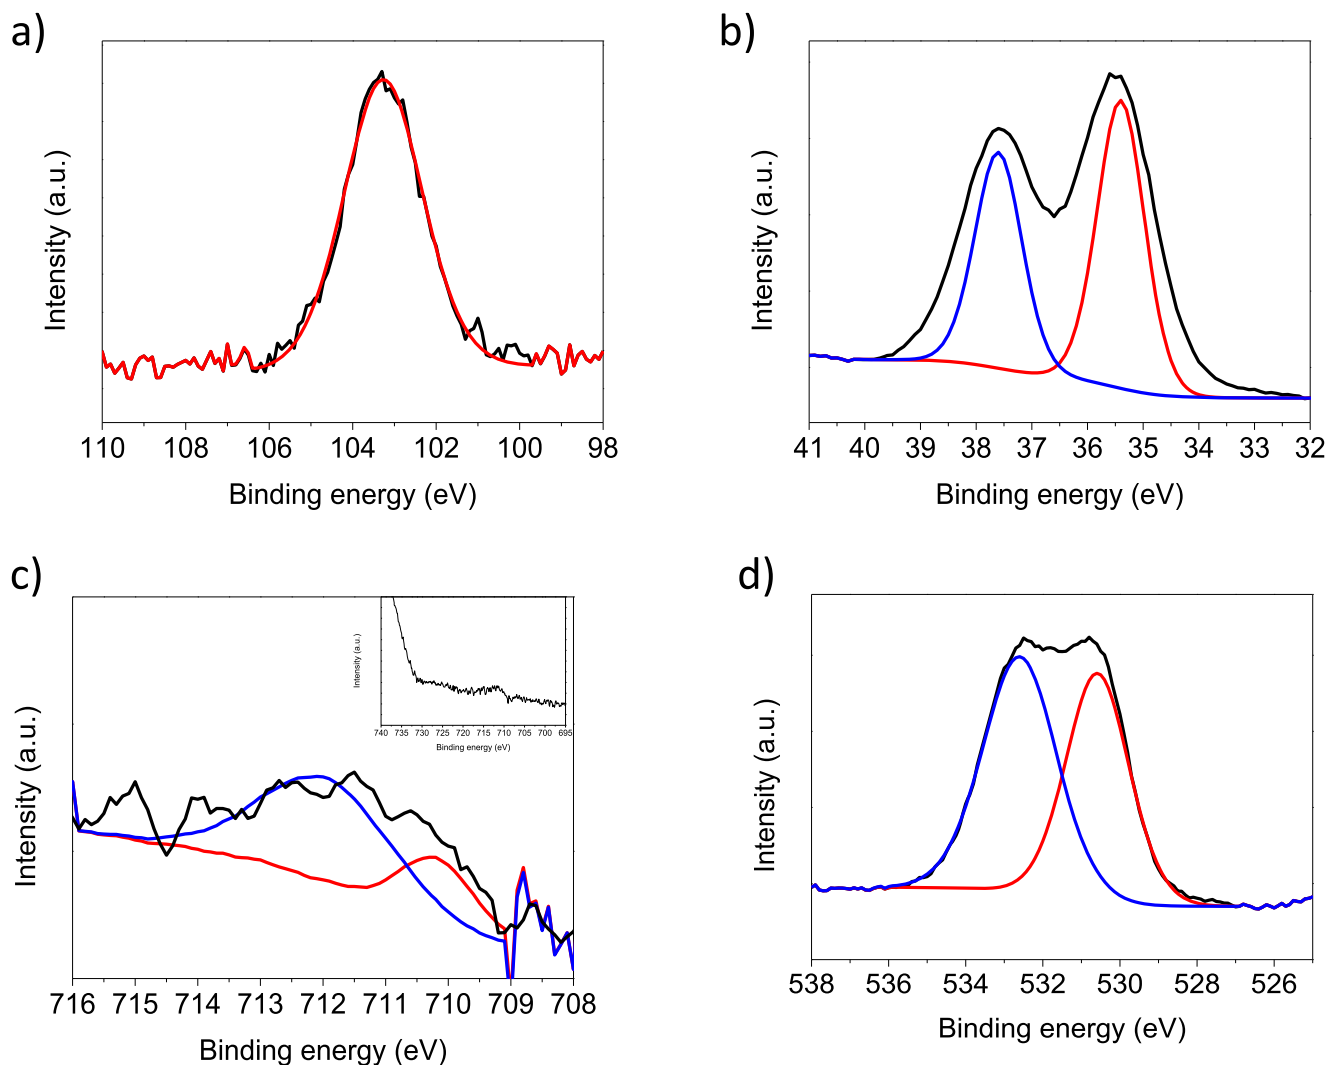 a)
Intensity (a.u.)
110 106 104 102 100 98
Binding energy (eV)
b)
Intensity (a.u.)
41 40 39 38 37 36 35 34 33 32
Binding energy (eV)
c)
Intensity (a.u.)
716 715 714 713 712 711 710 709 708
Binding energy (eV)
Intensity (a.u.)
740 735 730 725 720 715 710 705 700 695
Binding energy (eV)
d)
Intensity (a.u.)
538 536 534 532 530 528 526
Binding energy (eV)